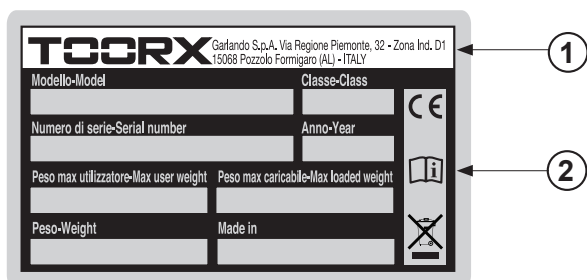 TOORX Garlando S.p.A. Via Regione Piemonte, 32 - Zona Ind. D1
15068 Pozzolo Formigaro (AL) - ITALY
1
Modello-Model Classe-Class
CE
Numero di serie-Serial number Anno-Year
i
2
Peso max utilizzatore-Max user weight Peso max caricabile-Max loaded weight
Peso-Weight Made in